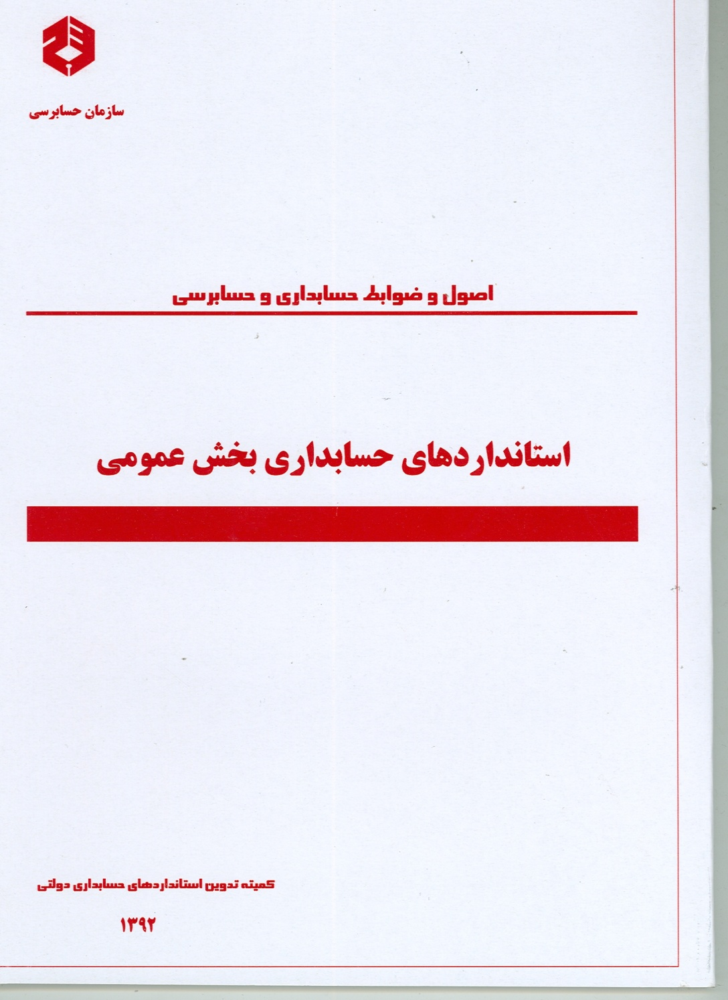 سازمان حسابرسی
اصول و ضوابط حسابداری و حسابرسی
استانداردهای حسابداری بخش عمومی
کمیته تدوین استانداردهای حسابداری دولتی
۱۳۹۲